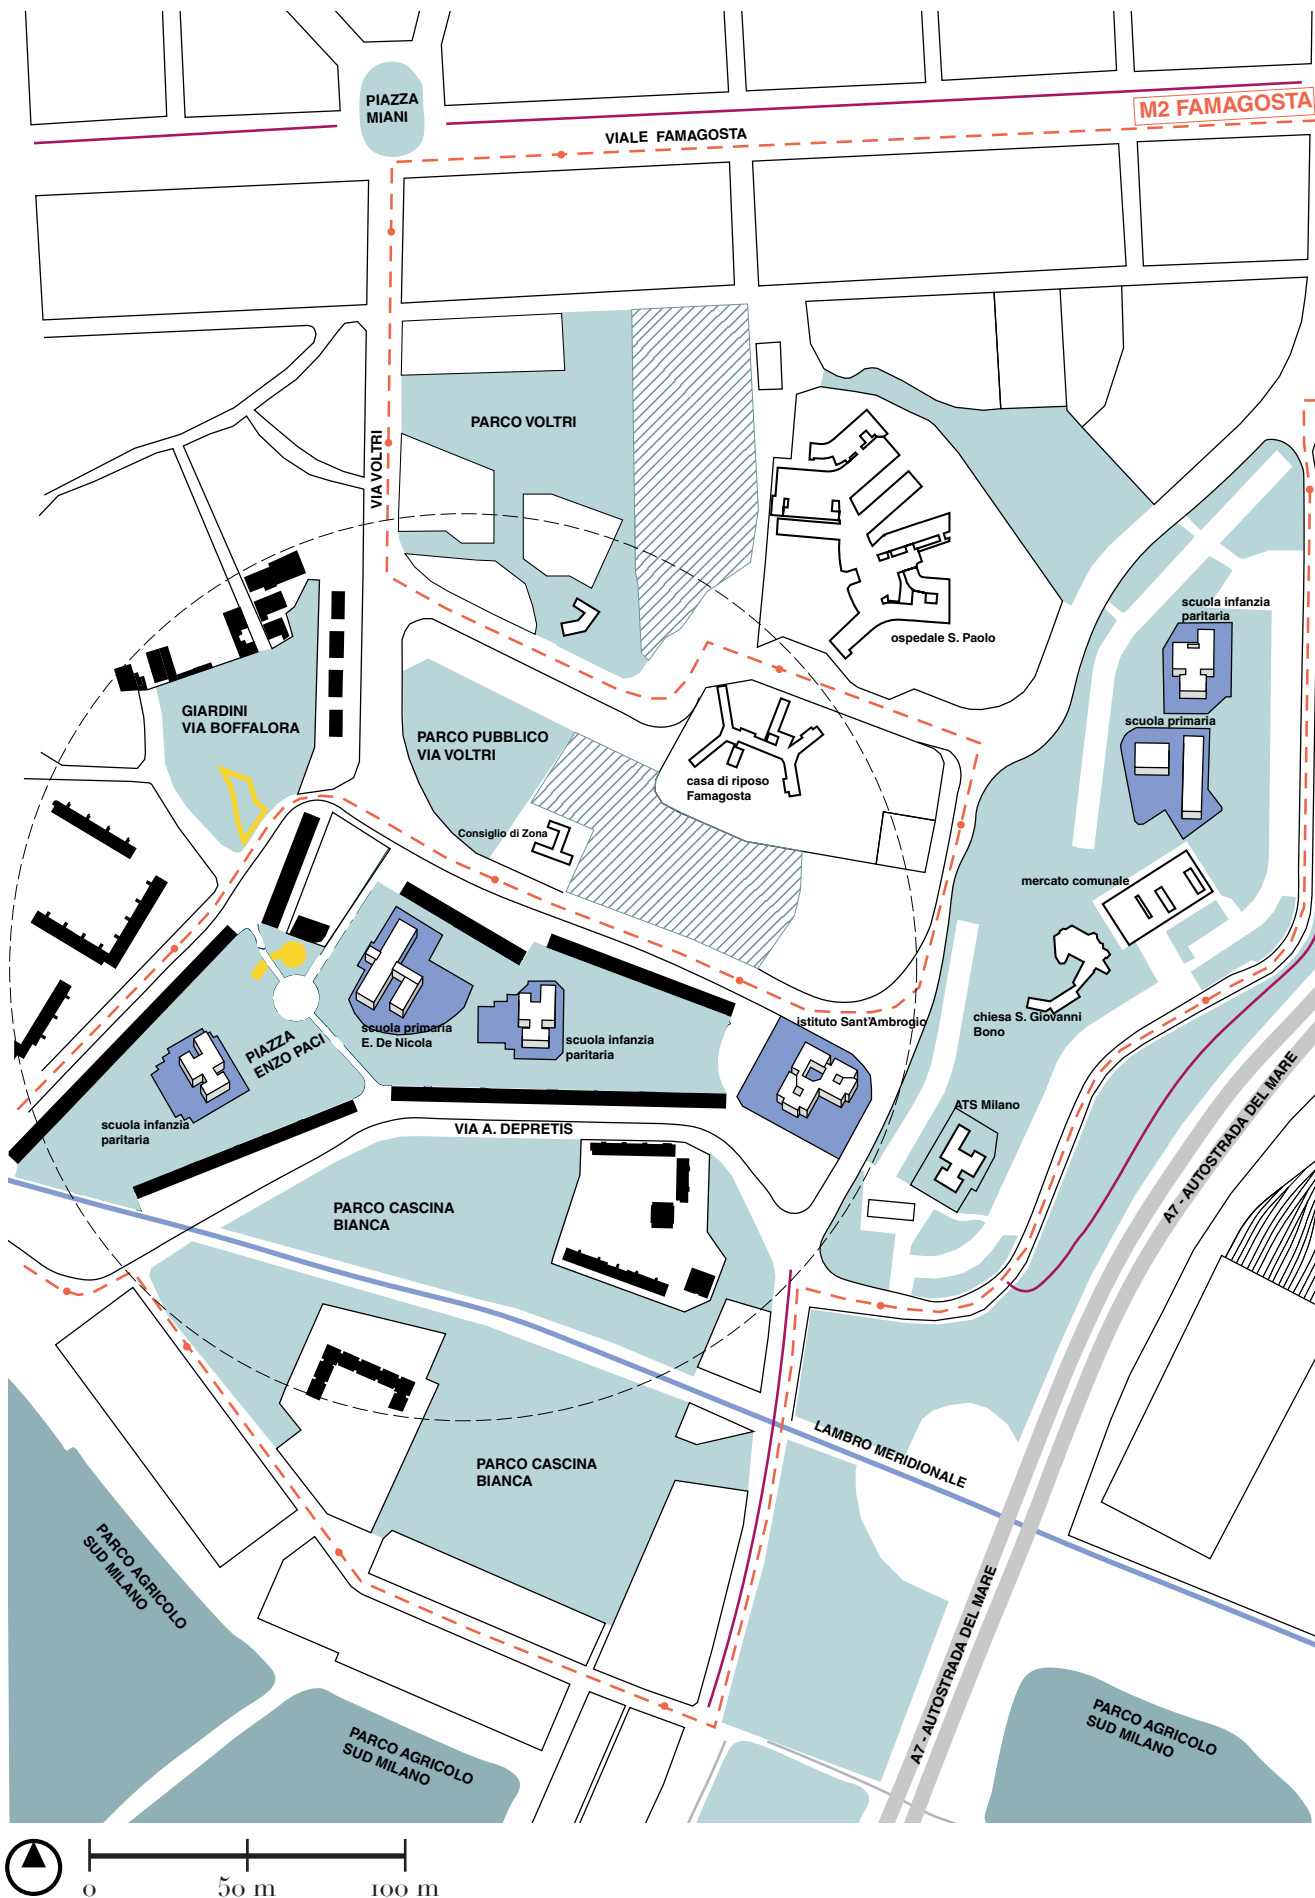 PIAZZA
MIANI
M2 FAMAGOSTA
VIALE FAMAGOSTA
PARCO VOLTRI
VIA VOLTRI
scuola infanzia
paritaria
ospedale S. Paolo
GIARDINI
VIA BOFFALORA
scuola primaria
PARCO PUBBLICO
VIA VOLTRI
casa di riposo
Famagosta
Consiglio di Zona
mercato comunale
chiesa S. Giovanni
Bono
istituto Sant'Ambrogio
scuola primaria
E. De Nicola
scuola infanzia
paritaria
PIAZZA
ENZO PACI
scuola infanzia
paritaria
ATS Milano
VIA A. DEPRETIS
A7 - AUTOSTRADA DEL MARE
PARCO CASCINA
BIANCA
LAMBRO MERIDIONALE
PARCO CASCINA
BIANCA
PARCO AGRICOLO
SUD MILANO
A7 - AUTOSTRADA DEL MARE
PARCO AGRICOLO
SUD MILANO
PARCO AGRICOLO
SUD MILANO
0 50 m 100 m